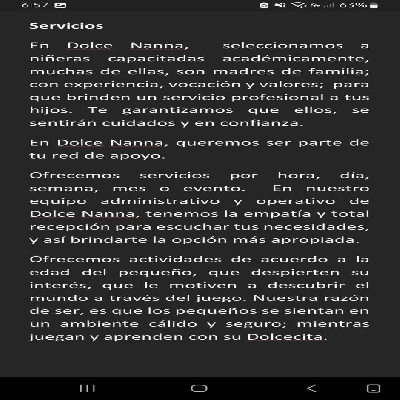 6:57
63%
Servicios
En Dolce Nanna, seleccionamos a
niñeras capacitadas académicamente,
muchas de ellas, son madres de familia;
con experiencia, vocación y valores; para
que brinden un servicio profesional a tus
hijos. Te garantizamos que ellos, se
sentirán cuidados y en confianza.
En Dolce Nanna, queremos ser parte de
tu red de apoyo.
Ofrecemos servicios por hora, día,
semana, mes o evento. En nuestro
equipo administrativo y operativo de
Dolce Nanna, tenemos la empatía y total
recepción para escuchar tus necesidades,
y así brindarte la opción más apropiada.
Ofrecemos actividades de acuerdo a la
edad del pequeño, que despierten su
interés, que le motiven a descubrir el
mundo a través del juego. Nuestra razón
de ser, es que los pequeños se sientan en
un ambiente cálido y seguro; mientras
juegan y aprenden con su Dolcecita.